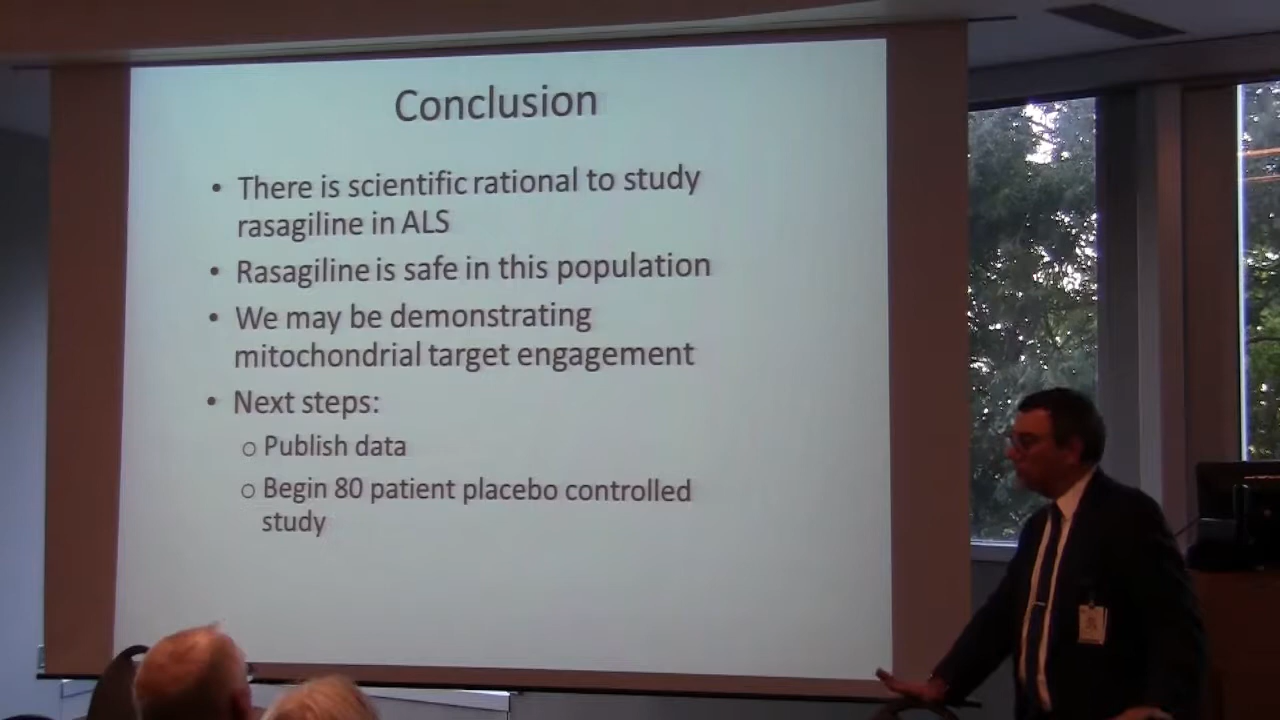 Conclusion
• There is scientific rational to study
rasagiline in ALS
• Rasagiline is safe in this population
• We may be demonstrating
mitochondrial target engagement
• Next steps:
o Publish data
o Begin 80 patient placebo controlled
study